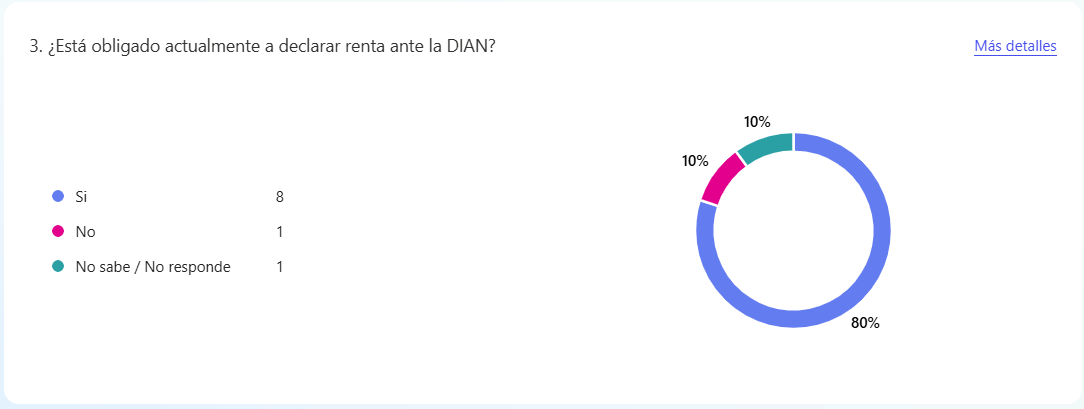 3. ¿Está obligado actualmente a declarar renta ante la DIAN?
Más detalles
Si 8
No 1
No sabe / No responde 1
10%
10%
80%